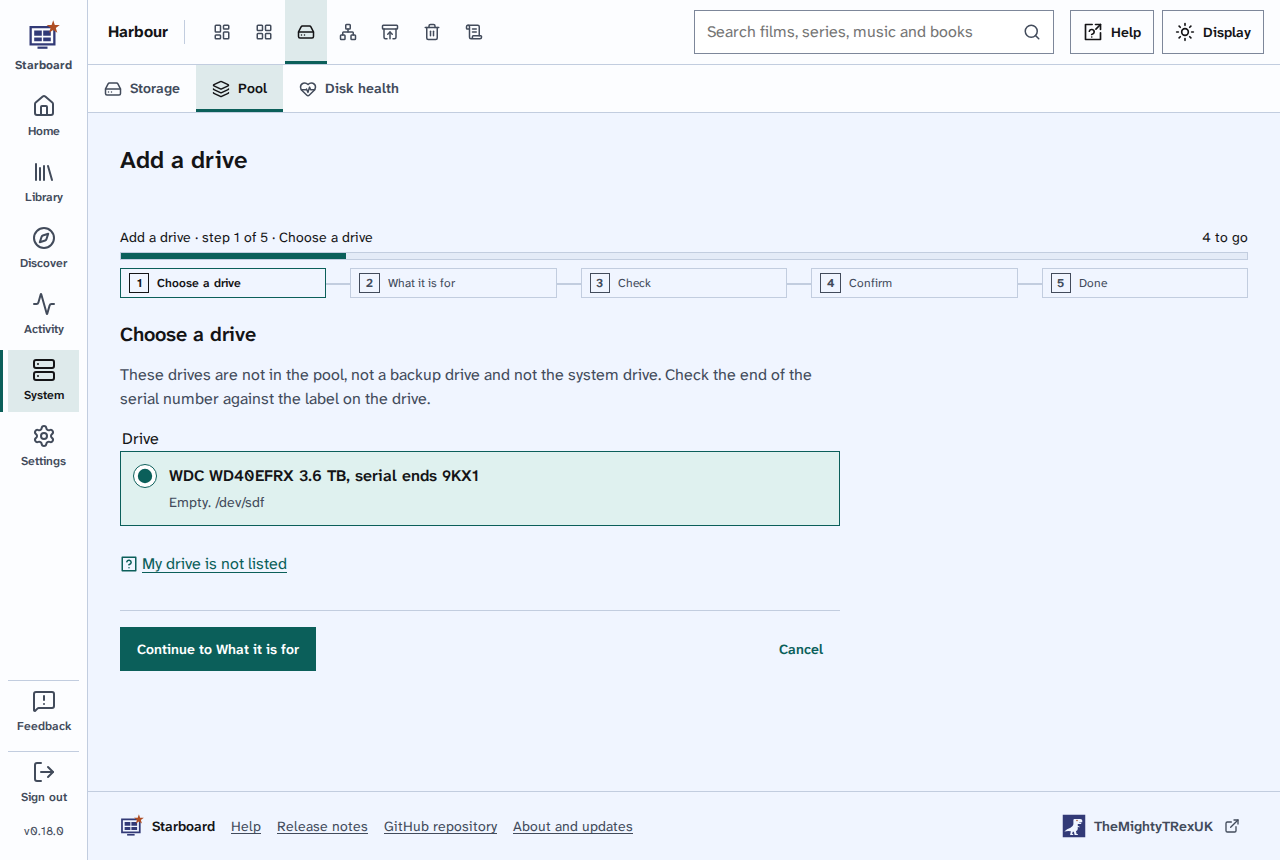 Starboard
Home
Library
Discover
Activity
System
Settings
Feedback
Sign out
v0.18.0
Harbour
Search films, series, music and books
Help
Display
Storage
Pool
Disk health
Add a drive
Add a drive · step 1 of 5 · Choose a drive
4 to go
1 Choose a drive
2 What it is for
3 Check
4 Confirm
5 Done
Choose a drive
These drives are not in the pool, not a backup drive and not the system drive. Check the end of the
serial number against the label on the drive.
Drive
WDC WD40EFRX 3.6 TB, serial ends 9KX1
Empty. /dev/sdf
My drive is not listed
Continue to What it is for
Cancel
Starboard
Help
Release notes
GitHub repository
About and updates
TheMightyTRexUK